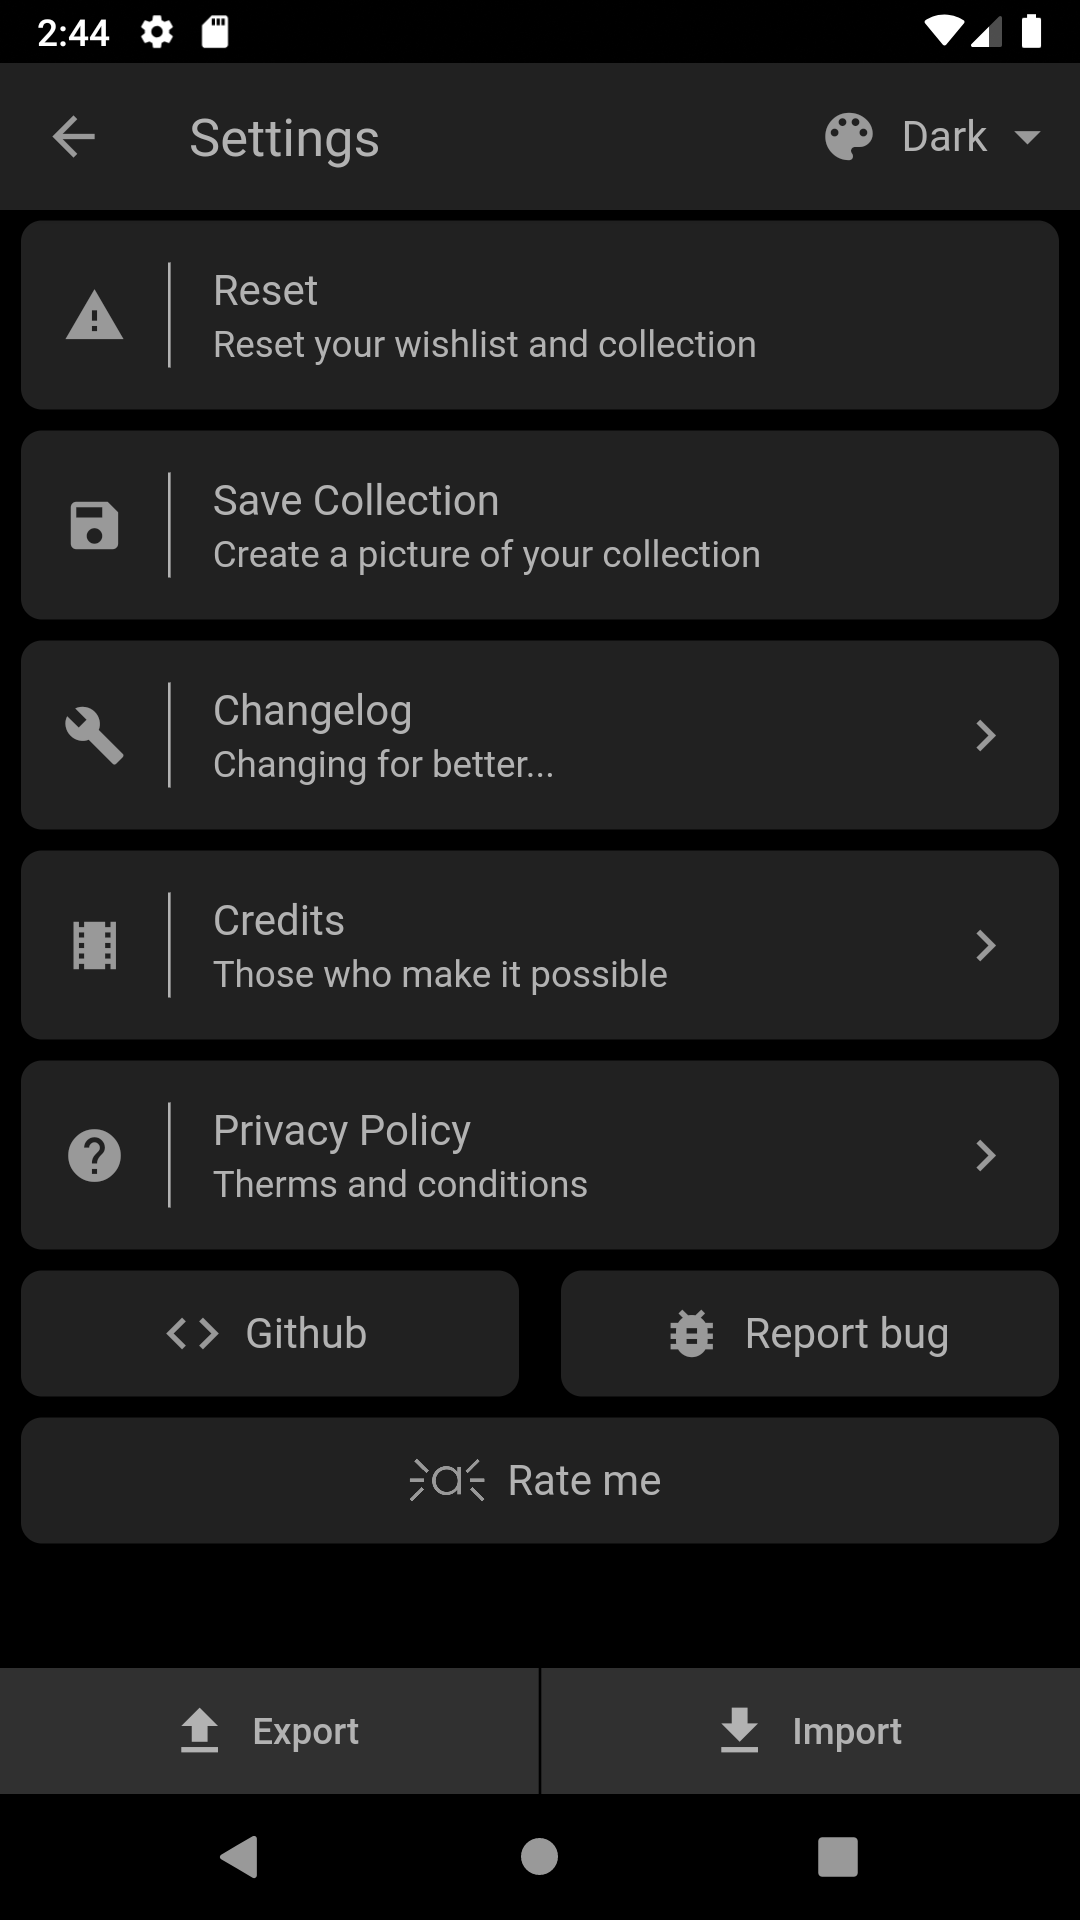 2:44
Settings
Dark
Reset
Reset your wishlist and collection
Save Collection
Create a picture of your collection
Changelog
Changing for better...
Credits
Those who make it possible
Privacy Policy
Therms and conditions
Github
Report bug
Rate me
Export
Import